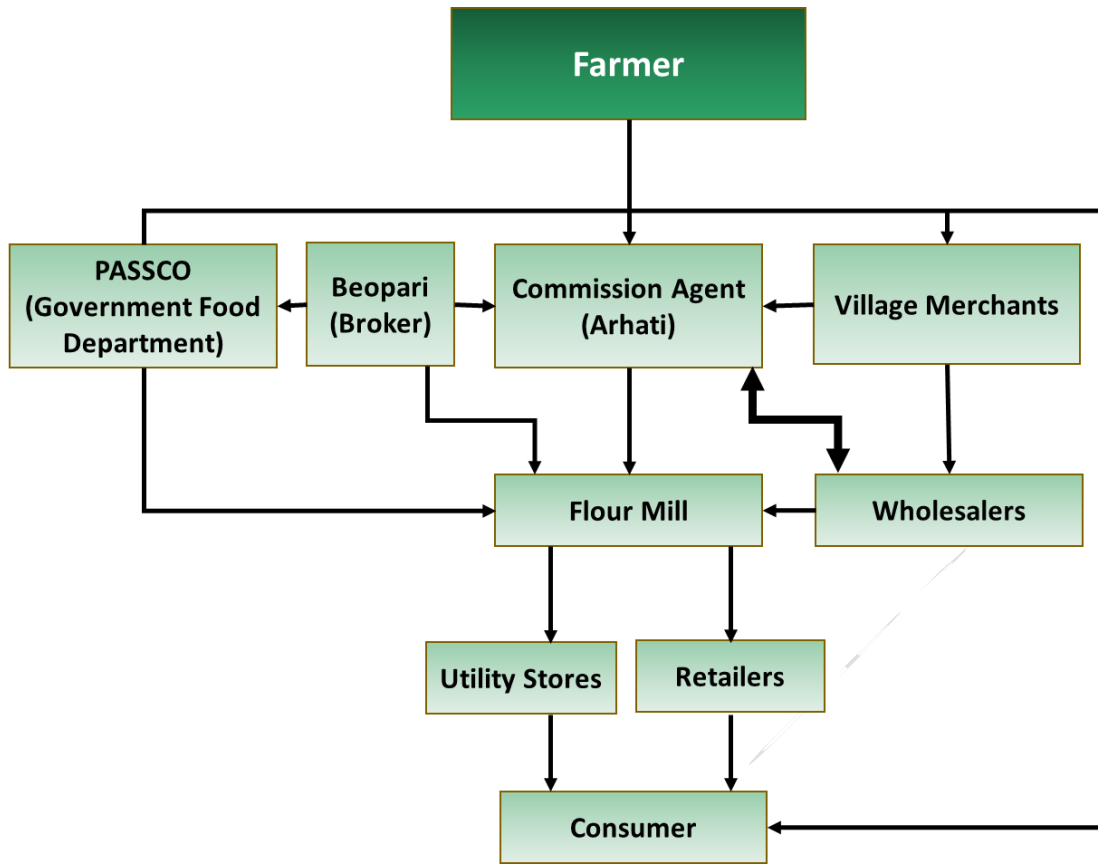 Farmer
PASSCO
(Government Food
Department)
Beopari
(Broker)
Commission Agent
(Arhati)
Village Merchants
Flour Mill
Wholesalers
Utility Stores
Retailers
Consumer